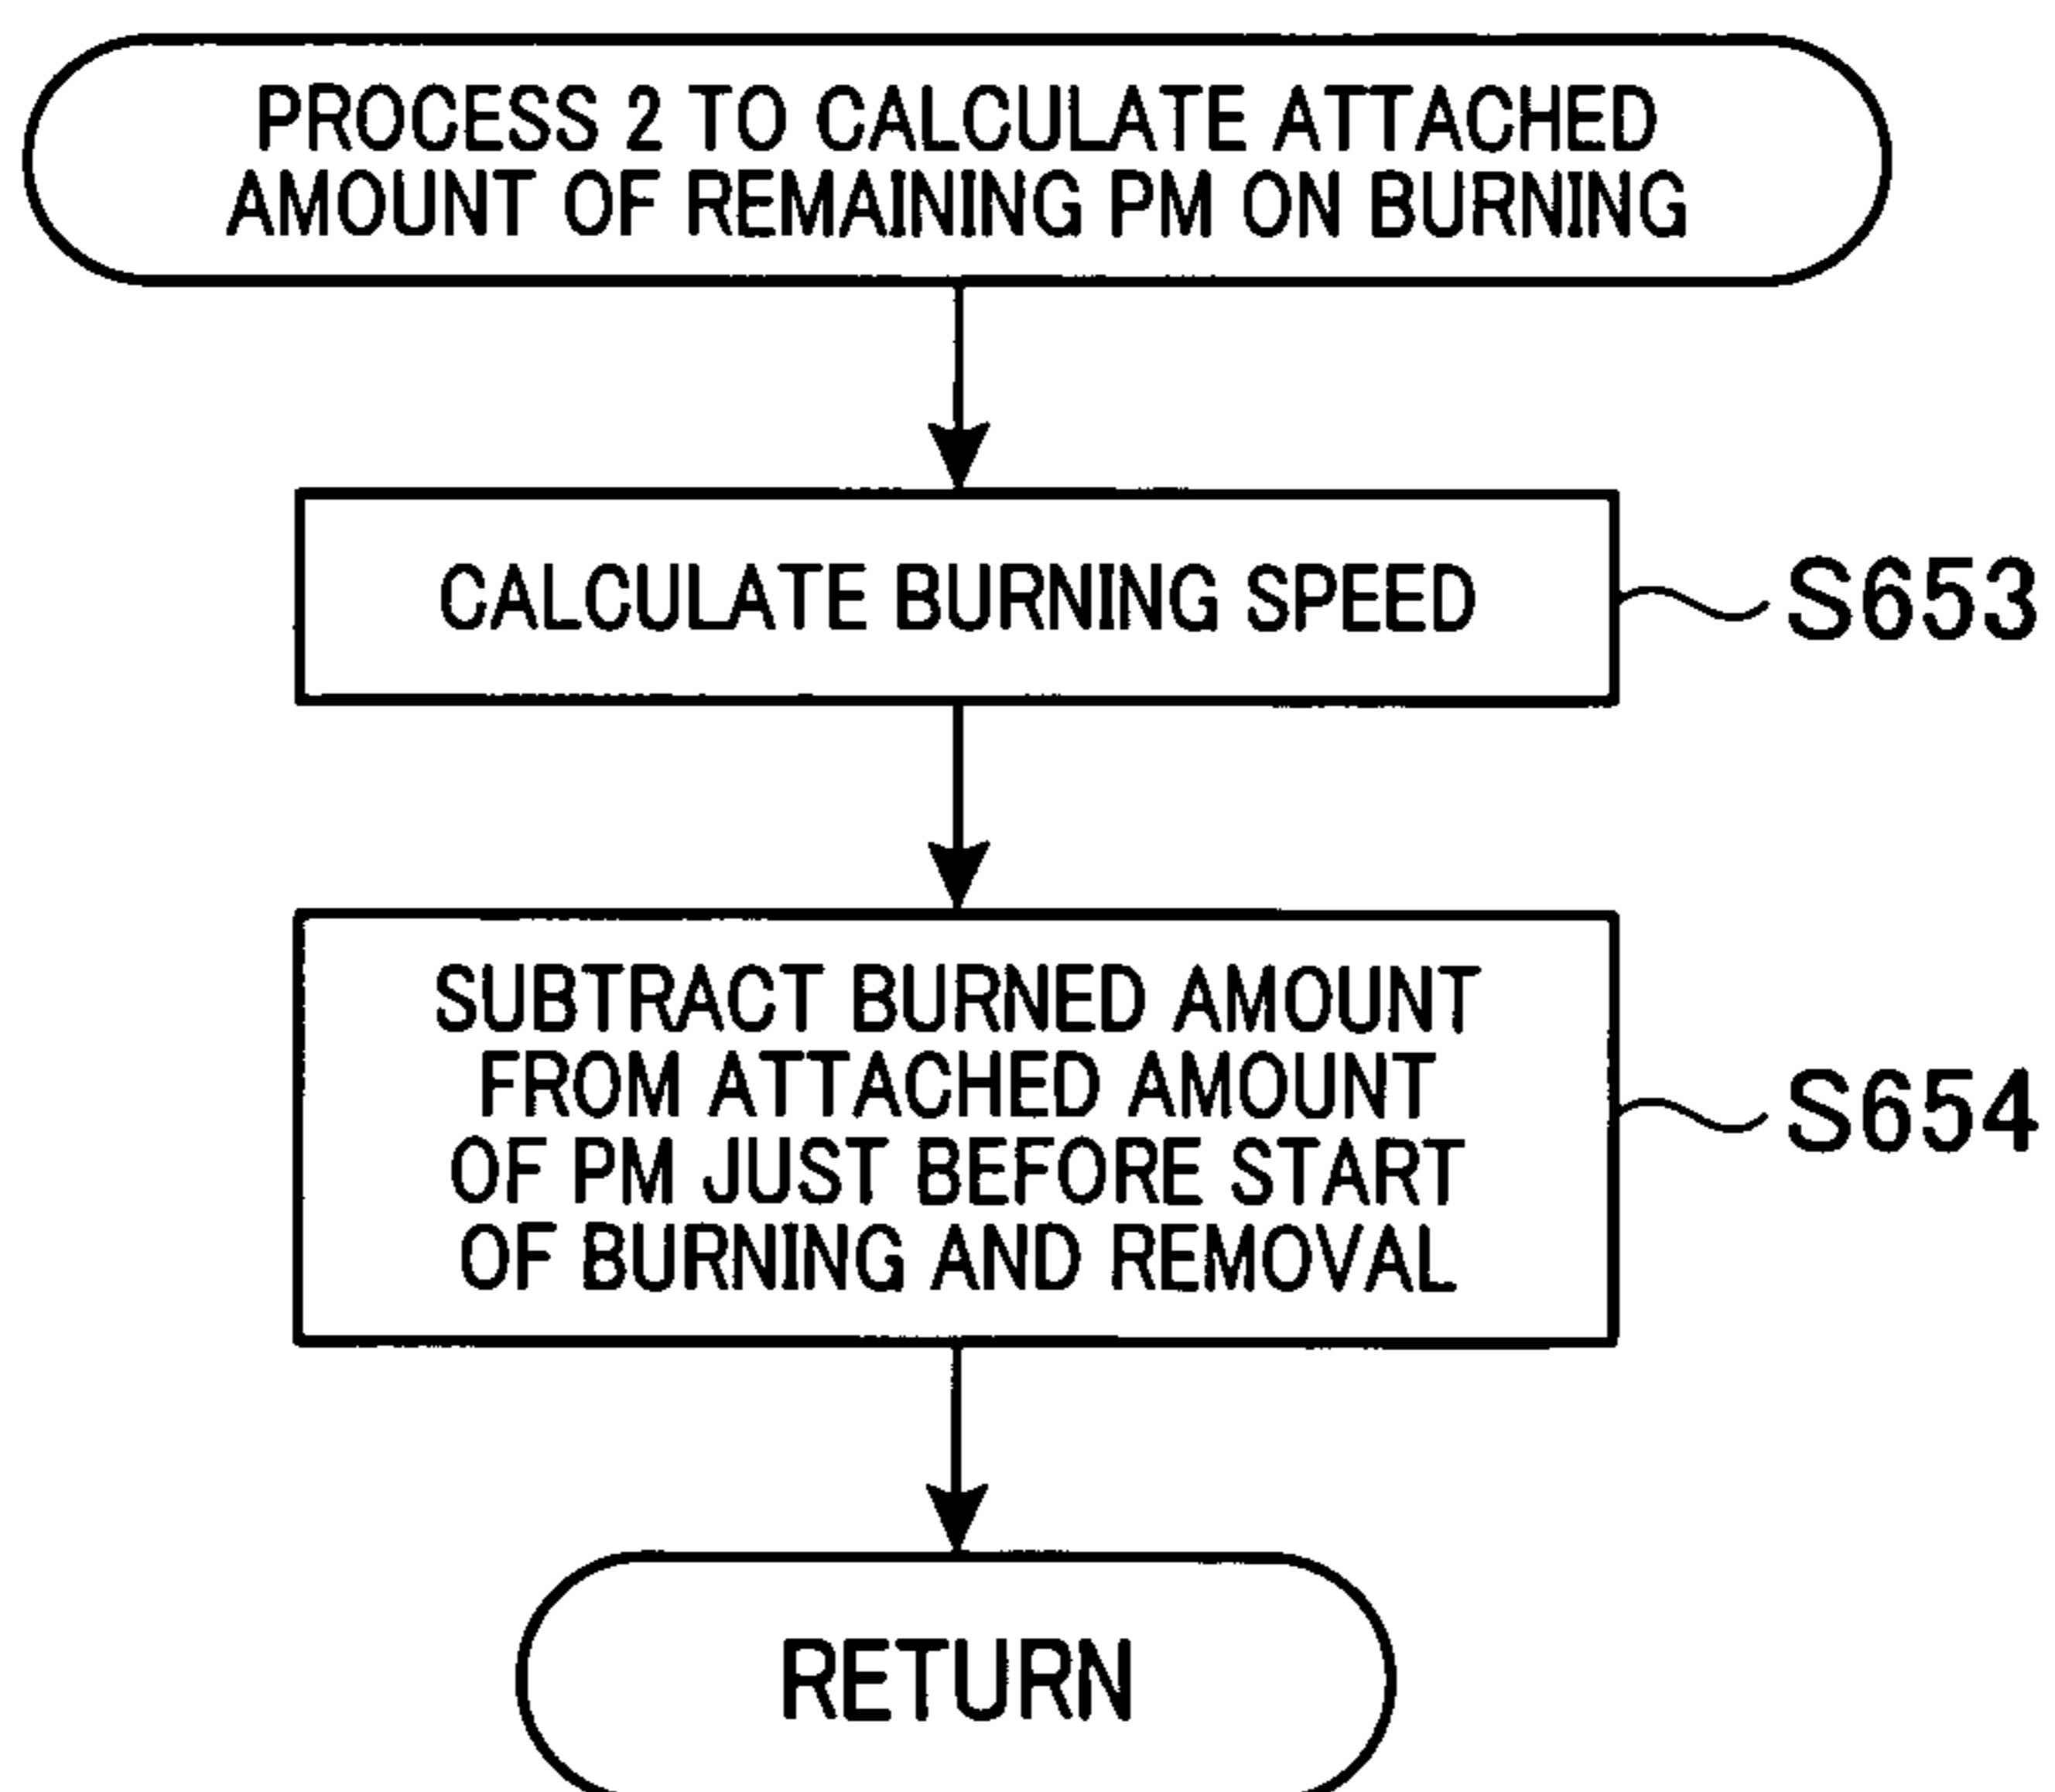 PROCESS 2 TO CALCULATE ATTACHED
AMOUNT OF REMAINING PM ON BURNING
CALCULATE BURNING SPEED
S653
SUBTRACT BURNED AMOUNT
FROM ATTACHED AMOUNT
OF PM JUST BEFORE START
OF BURNING AND REMOVAL
S654
RETURN